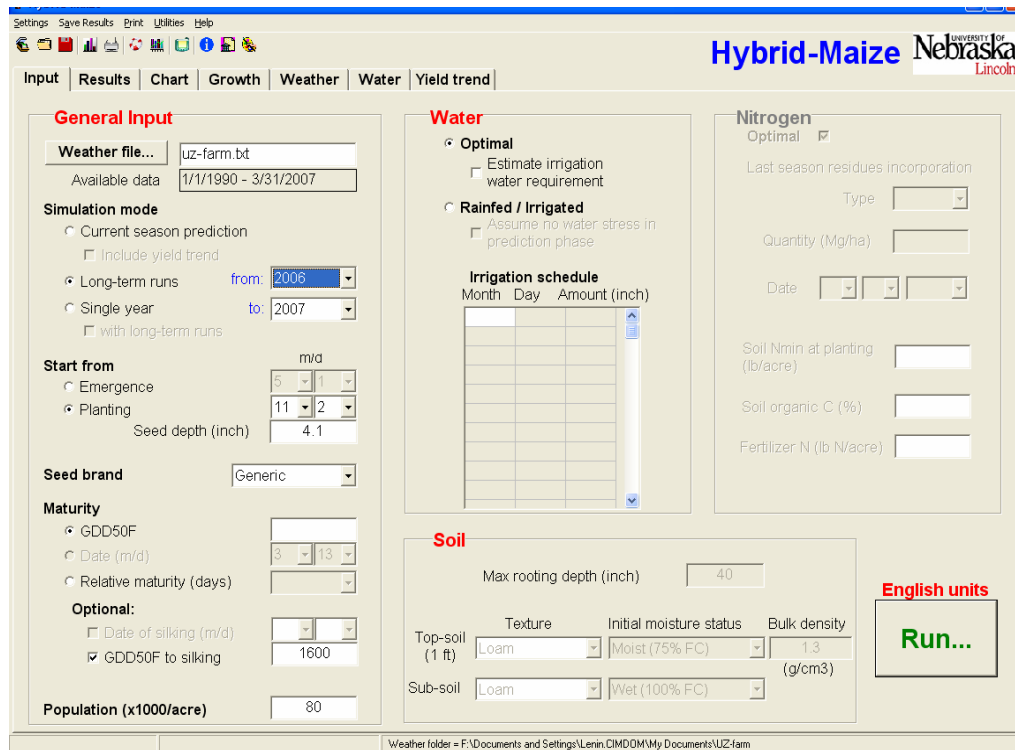 Settings Save Results Print Utilities Help
Hybrid-Maize
UNIVERSITY OF
Nebraska
Lincoln
Input Results Chart Growth Weather Water Yield trend
General Input
Weather file... uz-farm.txt
Available data 1/1/1990 - 3/31/2007
Simulation mode
Current season prediction
Include yield trend
Long-term runs from: 2006
Single year to: 2007
with long-term runs
Start from m/d
Emergence 5 1
Planting 11 2
Seed depth (inch) 4.1
Seed brand Generic
Maturity
GDD50F
Date (m/d) 3 13
Relative maturity (days)
Optional:
Date of silking (m/d)
GDD50F to silking 1600
Population (x1000/acre) 80
Water
Optimal
Estimate irrigation
water requirement
Rainfed / Irrigated
Assume no water stress in
prediction phase
Irrigation schedule
Month Day Amount (inch)
Nitrogen
Optimal
Last season residues incorporation
Type
Quantity (Mg/ha)
Date
Soil Nmin at planting
(lb/acre)
Soil organic C (%)
Fertilizer N (lb N/acre)
Soil
Max rooting depth (inch) 40
Texture Initial moisture status Bulk density
Top-soil
(1 ft) Loam Moist (75% FC) 1.3
(g/cm3)
Sub-soil Loam Wet (100% FC)
English units
Run...
Weather folder = F:\Documents and Settings\Lenin.CIMDOM\My Documents\UZ-farm